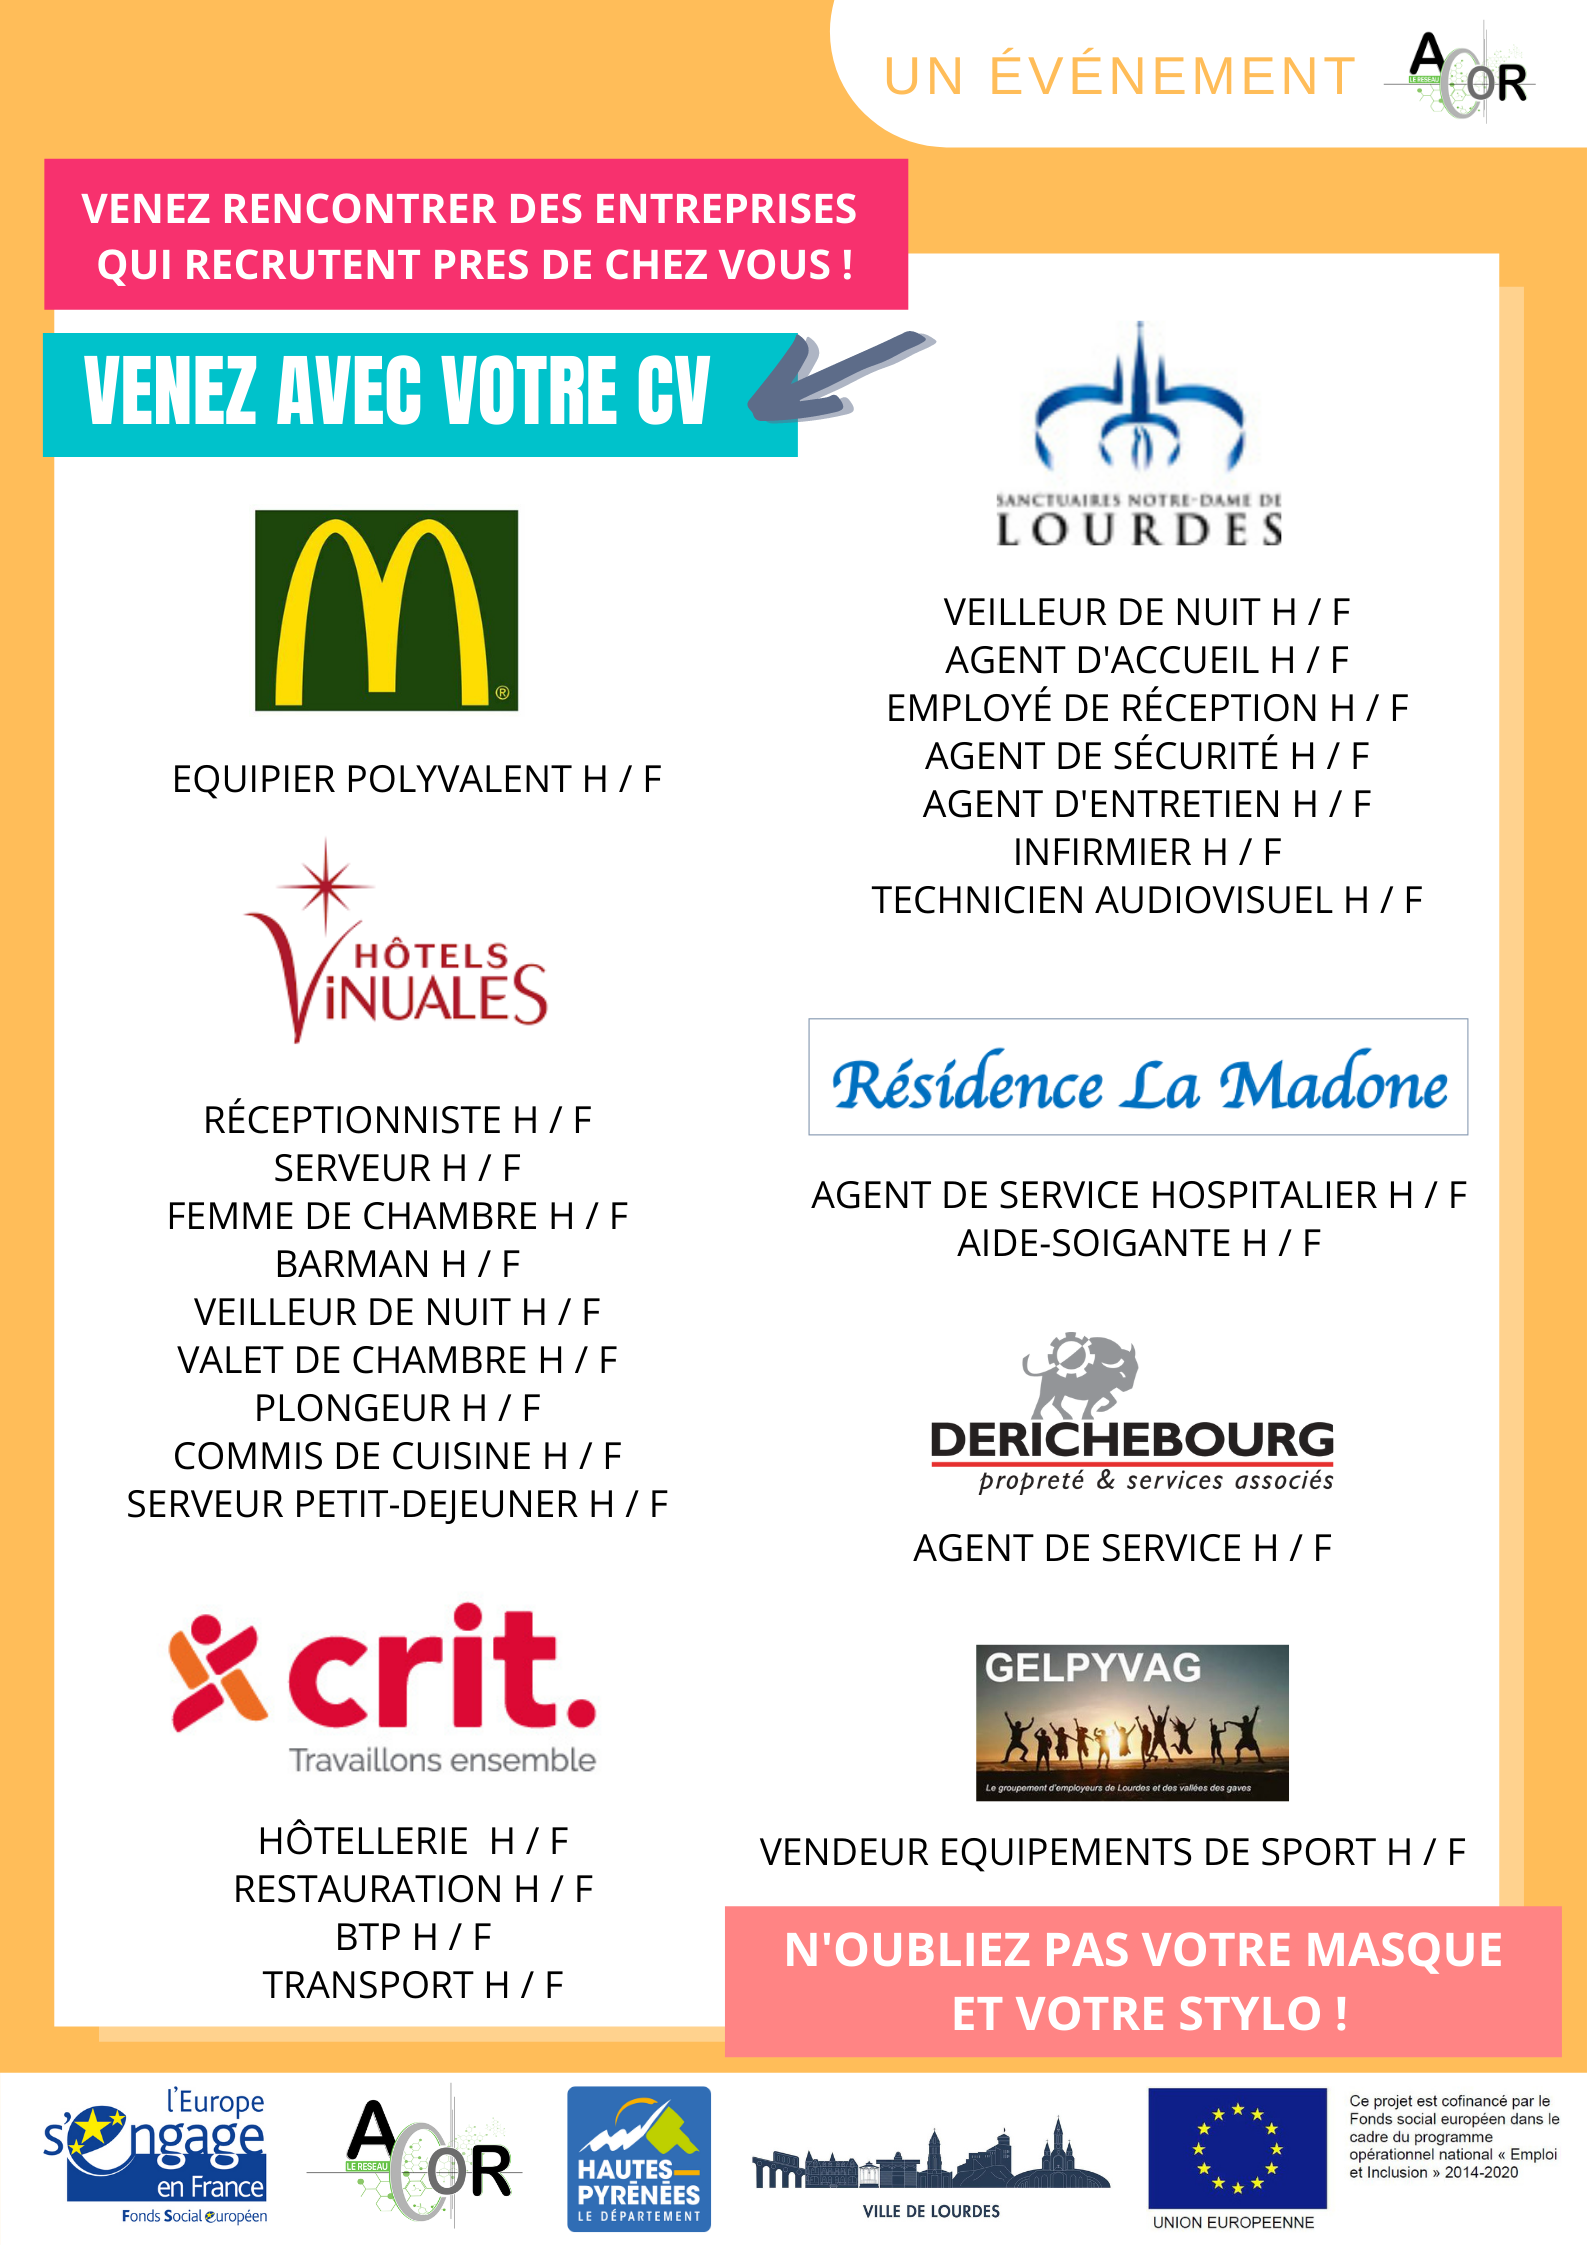 UN ÉVÉNEMENT
ACOR
LE RESEAU
VENEZ RENCONTRER DES ENTREPRISES
QUI RECRUTENT PRES DE CHEZ VOUS !
VENEZ AVEC VOTRE CV
M
®
EQUIPIER POLYVALENT H / F
HÔTELS
VINUALES
RÉCEPTIONNISTE H / F
SERVEUR H / F
FEMME DE CHAMBRE H / F
BARMAN H / F
VEILLEUR DE NUIT H / F
VALET DE CHAMBRE H / F
PLONGEUR H / F
COMMIS DE CUISINE H / F
SERVEUR PETIT-DEJEUNER H / F
crit.
Travaillons ensemble
HÔTELLERIE H / F
RESTAURATION H / F
BTP H / F
TRANSPORT H / F
SANCTUAIRES NOTRE-DAME DE
LOURDES
VEILLEUR DE NUIT H / F
AGENT D'ACCUEIL H / F
EMPLOYÉ DE RÉCEPTION H / F
AGENT DE SÉCURITÉ H / F
AGENT D'ENTRETIEN H / F
INFIRMIER H / F
TECHNICIEN AUDIOVISUEL H / F
Résidence La Madone
AGENT DE SERVICE HOSPITALIER H / F
AIDE-SOIGANTE H / F
DERICHEBOURG
propreté & services associés
AGENT DE SERVICE H / F
GELPYVAG
Le groupement d'employeurs de Lourdes et des vallées des gaves
VENDEUR EQUIPEMENTS DE SPORT H / F
N'OUBLIEZ PAS VOTRE MASQUE
ET VOTRE STYLO !
l'Europe
s'engage
en France
Fonds Social Européen
ACOR
LE RESEAU
HAUTES
PYRÉNÉES
LE DÉPARTEMENT
VILLE DE LOURDES
UNION EUROPEENNE
Ce projet est cofinancé par le
Fonds social européen dans le
cadre du programme
opérationnel national « Emploi
et Inclusion » 2014-2020